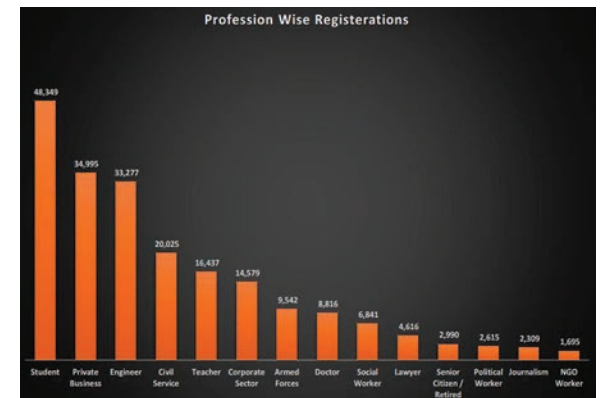 Profession Wise Registerations
48,349
34,995
33,277
20,025
16,437
14,579
9,542
8,816
6,841
4,616
2,990
2,615
2,309
1,695
Student
Private
Business
Engineer
Civil
Service
Teacher
Corporate
Sector
Armed
Forces
Doctor
Social
Worker
Lawyer
Senior
Citizen /
Retired
Political
Worker
Journalism
NGO
Worker